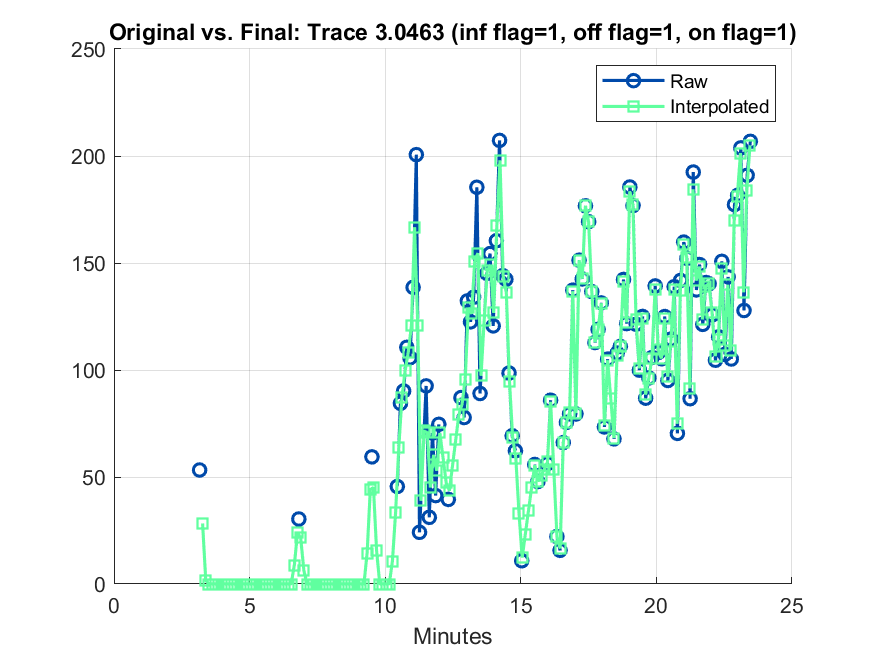 Original vs. Final: Trace 3.0463 (inf flag=1, off flag=1, on flag=1)
250
200
150
100
50
0
Raw
Interpolated
0 5 10 15 20 25
Minutes